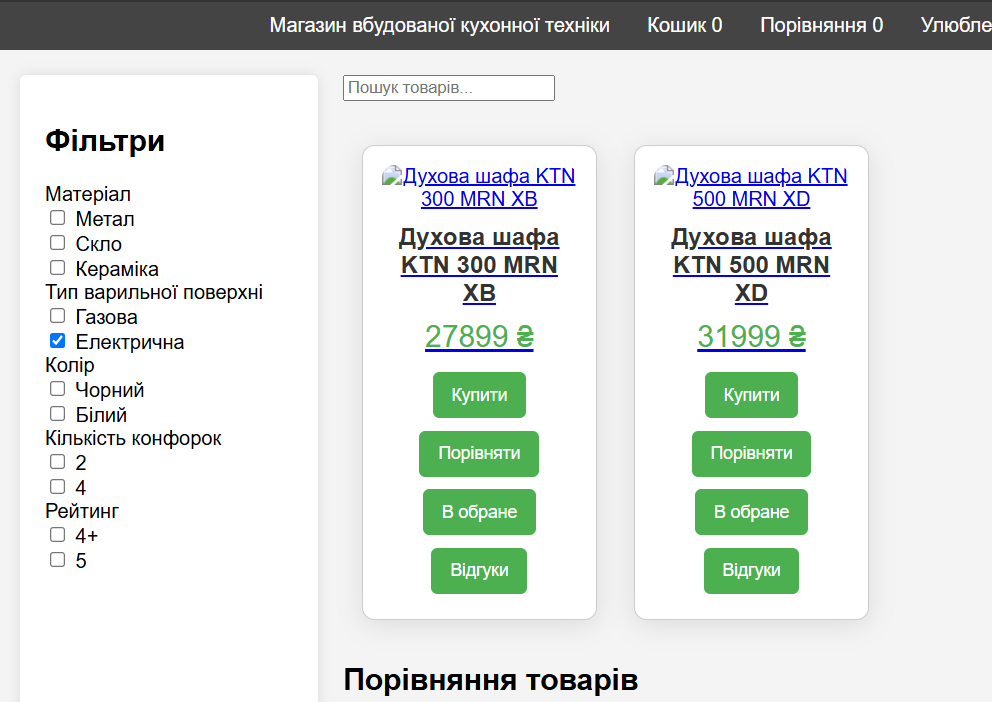 Магазин вбудованої кухонної техніки Кошик 0 Порівняння 0 Улюбле
Фільтри
Матеріал
Метал
Скло
Кераміка
Тип варильної поверхні
Газова
Електрична
Колір
Чорний
Білий
Кількість конфорок
2
4
Рейтинг
4+
5
Пошук товарів...
Духова шафа KTN
300 MRN XB
Духова шафа
KTN 300 MRN
XB
27899 ₴
Купити
Порівняти
В обране
Відгуки
Духова шафа KTN
500 MRN XD
Духова шафа
KTN 500 MRN
XD
31999 ₴
Купити
Порівняти
В обране
Відгуки
Порівняння товарів